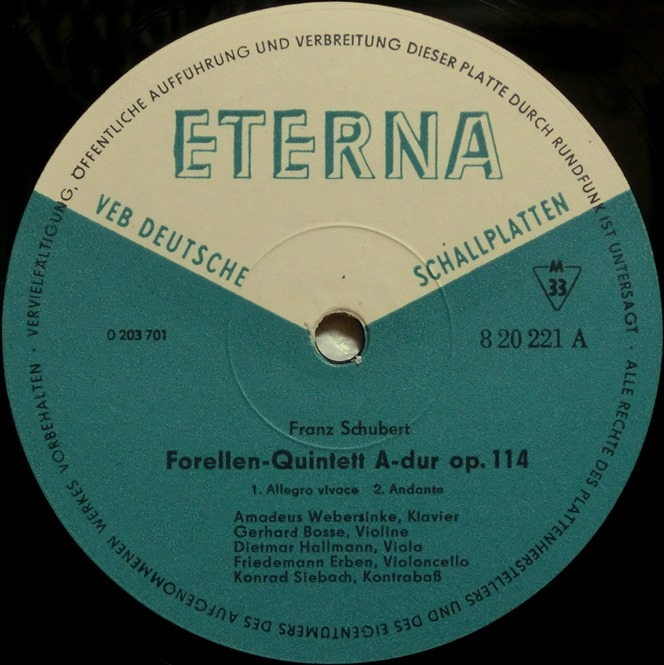 VERVIELFÄLTIGUNG, ÖFFENTLICHE AUFFÜHRUNG UND VERBREITUNG DIESER PLATTE DURCH RUNDFUNK IST UNTERSAGT · ALLE RECHTE DES PLATTENHERSTELLERS UND DES EIGENTÜMERS DES AUFGENOMMENEN WERKES VORBEHALTEN ·
ETERNA
VEB DEUTSCHE SCHALLPLATTEN
M
33
0 203 701
8 20 221 A
Franz Schubert
Forellen-Quintett A-dur op. 114
1. Allegro vivace 2. Andante
Amadeus Webersinke, Klavier
Gerhard Bosse, Violine
Dietmar Hallmann, Viola
Friedemann Erben, Violoncello
Konrad Siebach, Kontrabaß